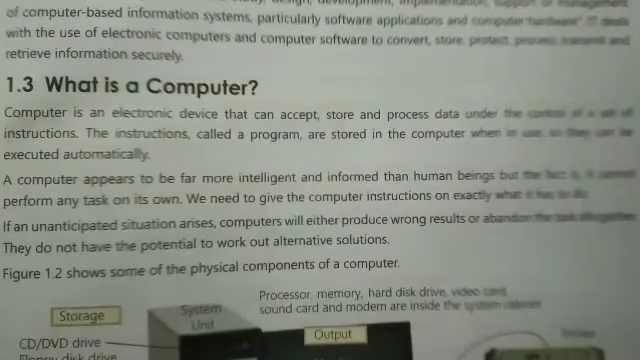 of computer-based information systems, particularly software applications and computer hardware". IT deals
with the use of electronic computers and computer software to convert, store, protect, process, transmit and
retrieve information securely.
1.3 What is a Computer?
Computer is an electronic device that can accept, store and process data under the control of a set of
instructions. The instructions, called a program, are stored in the computer when in use, so they can be
executed automatically.
A computer appears to be far more intelligent and informed than human beings but the fact is, it cannot
perform any task on its own. We need to give the computer instructions on exactly what it has to do.
If an unanticipated situation arises, computers will either produce wrong results or abandon the task altogether.
They do not have the potential to work out alternative solutions.
Figure 1.2 shows some of the physical components of a computer.
Processor, memory, hard disk drive, video card,
sound card and modem are inside the system cabinet
Storage
System
Unit
Output
CD/DVD drive
Floppy disk drive